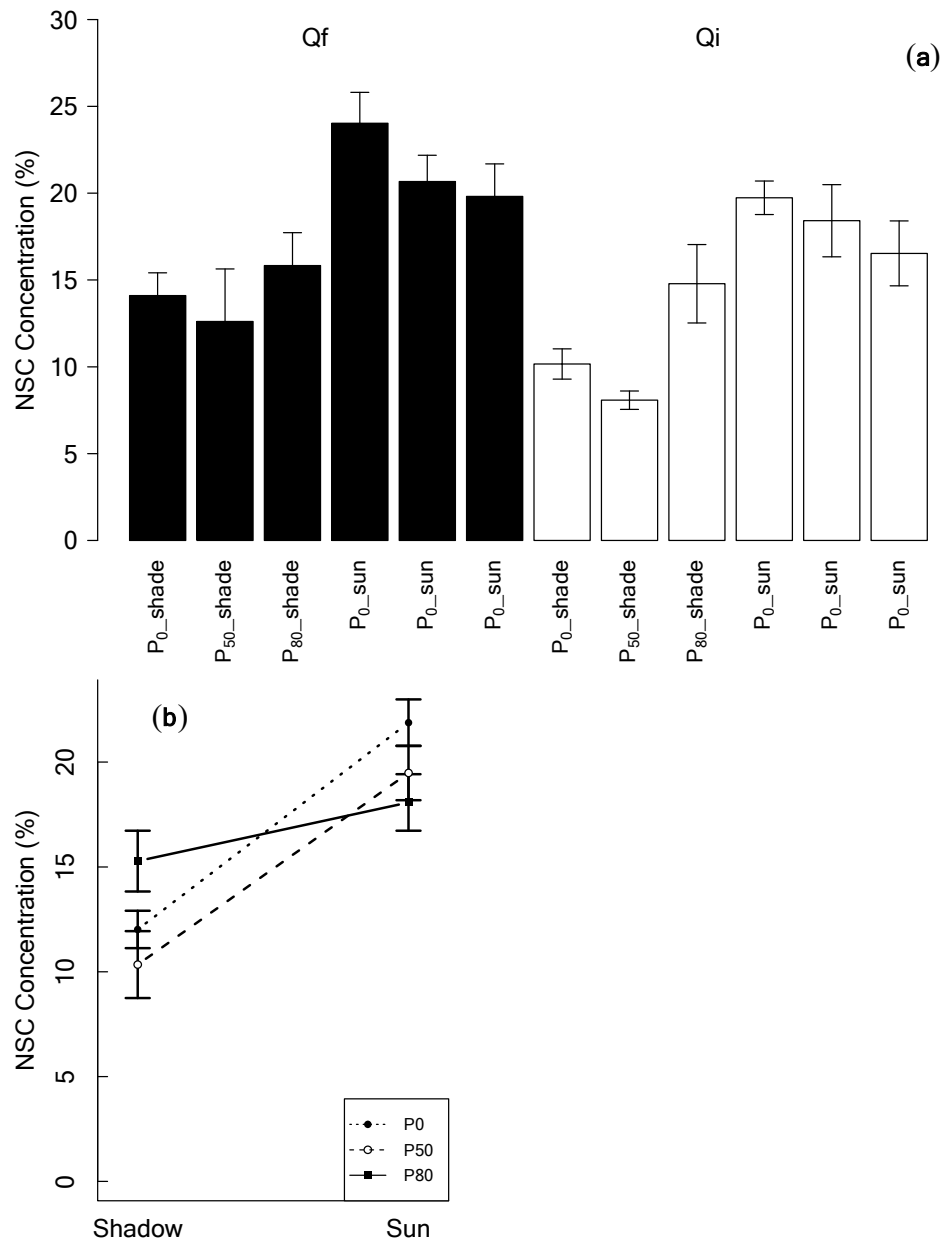 Qf Qi
(a)
NSC Concentration (%)
30
25
20
15
10
5
0
P₀_shade
P₅₀_shade
P₈₀_shade
P₀_sun
P₀_sun
P₀_sun
P₀_shade
P₅₀_shade
P₈₀_shade
P₀_sun
P₀_sun
P₀_sun
(b)
NSC Concentration (%)
20
15
10
5
0
P0
P50
P80
Shadow Sun